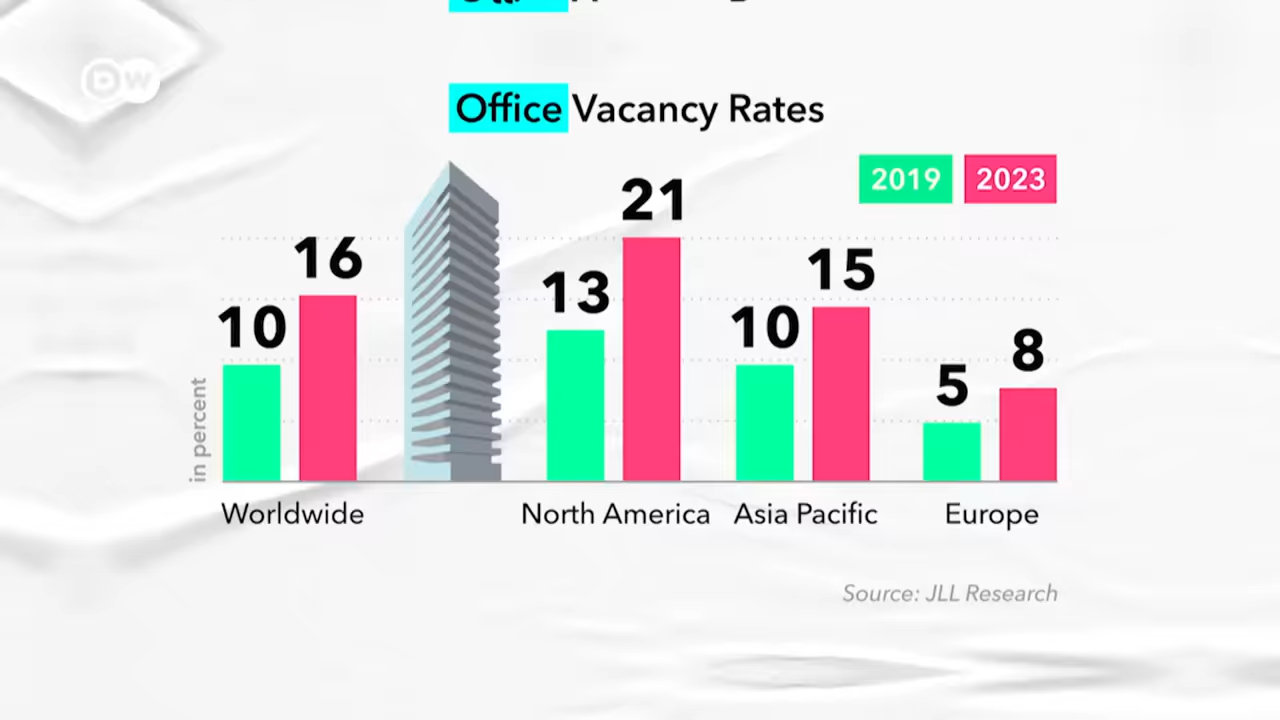 DW
Office Vacancy Rates
2019 2023
21
16
15
13
10
10
8
5
in percent
Worldwide
North America
Asia Pacific
Europe
Source: JLL Research